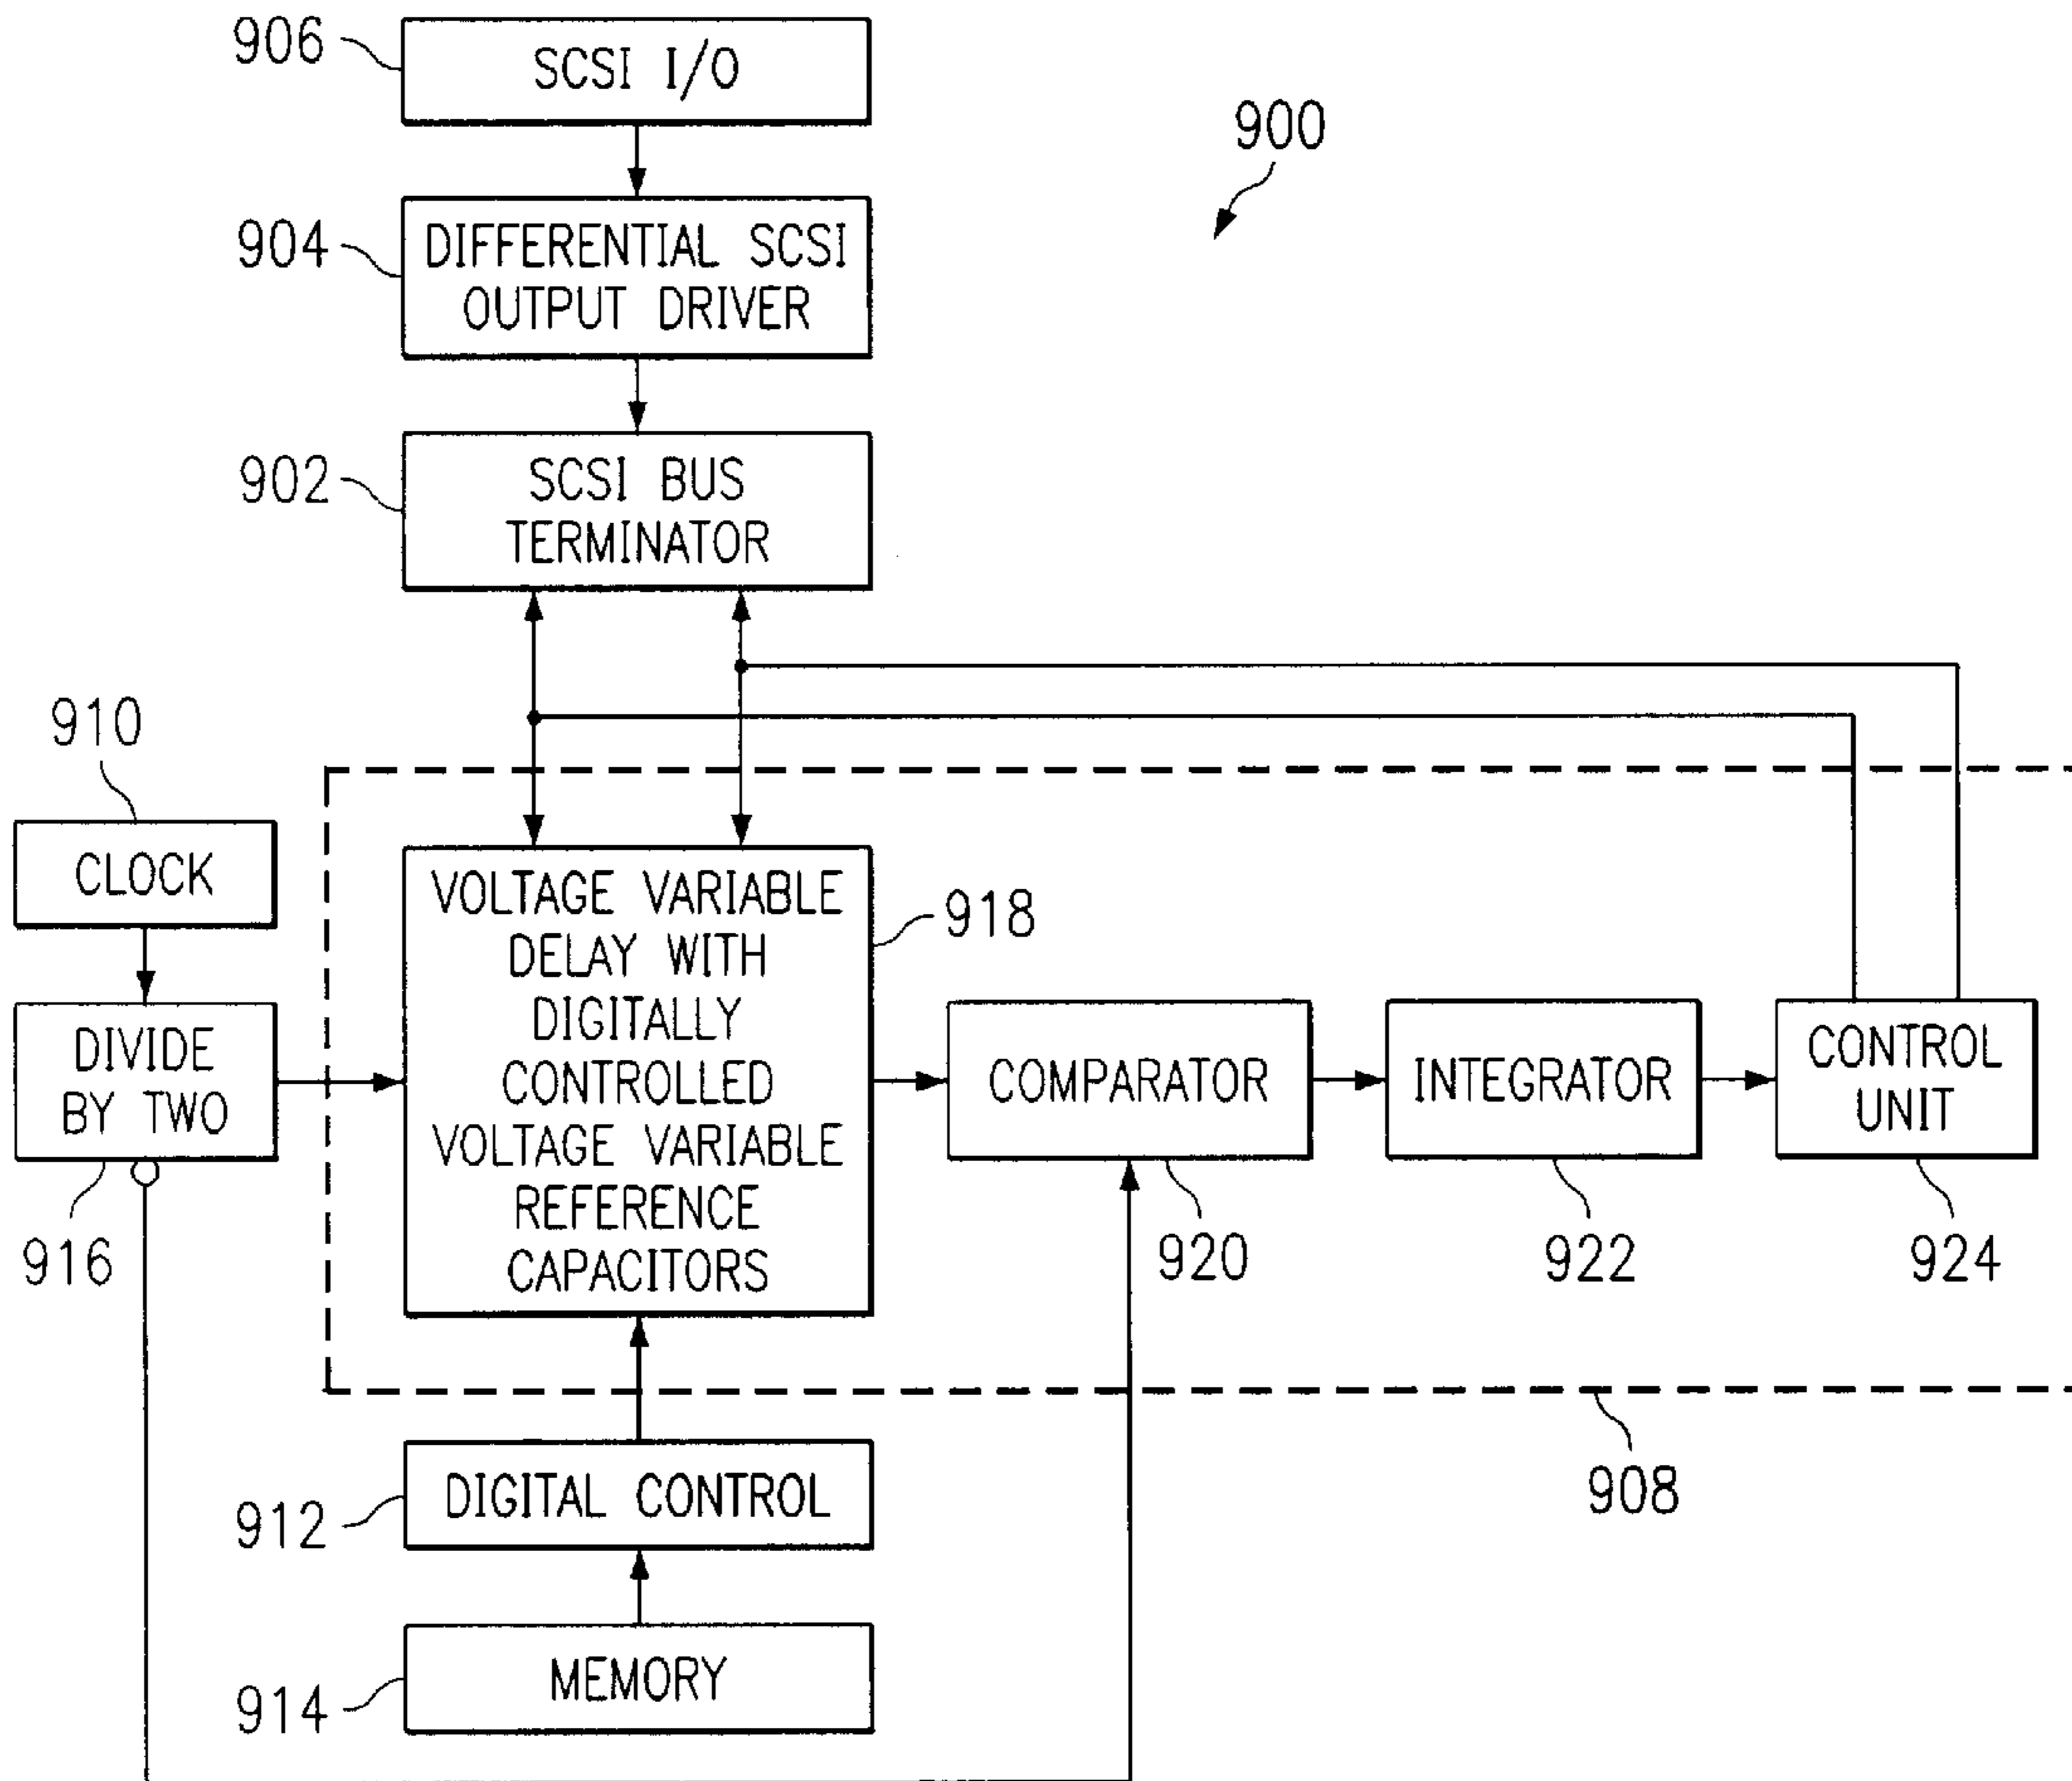 906
SCSI I/O
900
904
DIFFERENTIAL SCSI
OUTPUT DRIVER
902
SCSI BUS
TERMINATOR
910
CLOCK
DIVIDE
BY TWO
916
VOLTAGE VARIABLE
DELAY WITH
DIGITALLY
CONTROLLED
VOLTAGE VARIABLE
REFERENCE
CAPACITORS
918
COMPARATOR
920
INTEGRATOR
922
CONTROL
UNIT
924
908
912
DIGITAL CONTROL
914
MEMORY